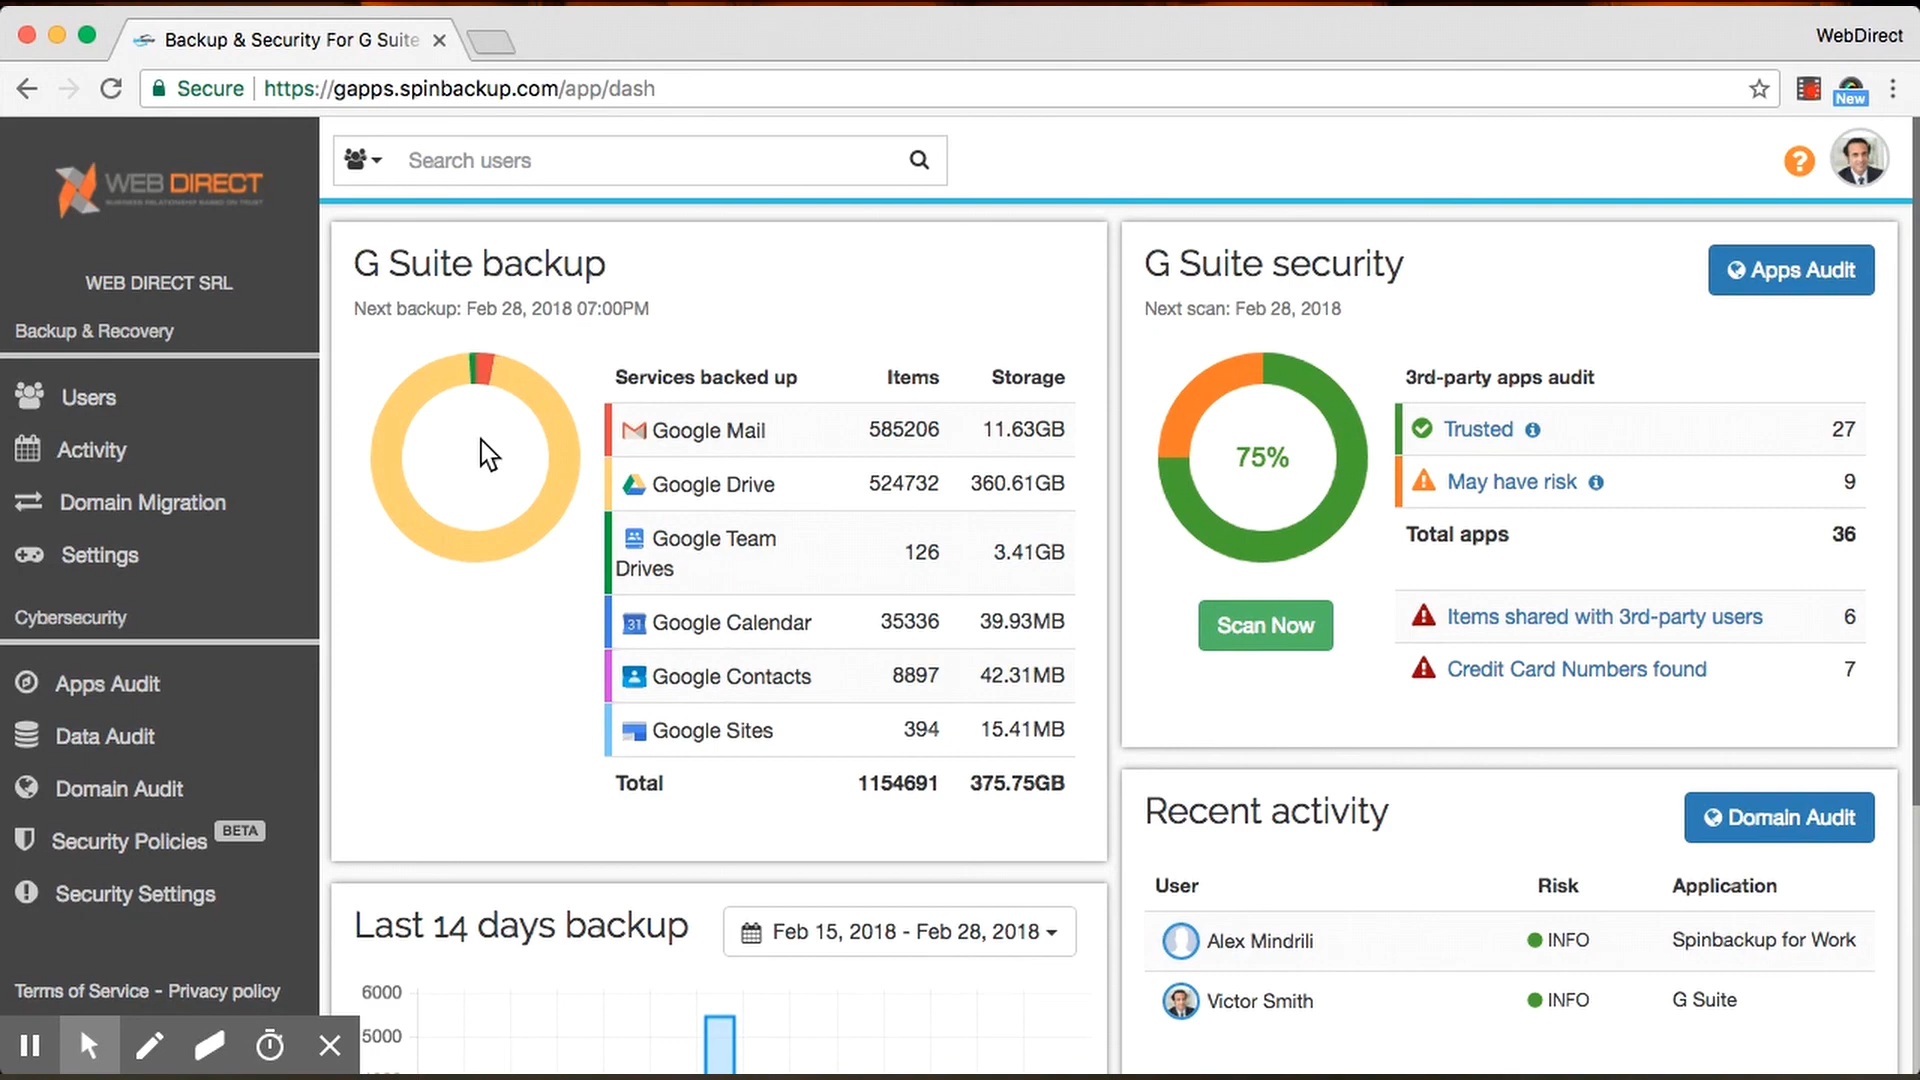 Backup & Security For G Suite
WebDirect
Secure https://gapps.spinbackup.com/app/dash
New
WEB DIRECT
BUSINESS RELATIONSHIP BASED ON TRUST
Search users
WEB DIRECT SRL
Backup & Recovery
Users
Activity
Domain Migration
Settings
Cybersecurity
Apps Audit
Data Audit
Domain Audit
Security Policies BETA
Security Settings
Terms of Service - Privacy policy
G Suite backup
Next backup: Feb 28, 2018 07:00PM
Services backed up Items Storage
Google Mail 585206 11.63GB
Google Drive 524732 360.61GB
Google Team
Drives 126 3.41GB
31 Google Calendar 35336 39.93MB
Google Contacts 8897 42.31MB
Google Sites 394 15.41MB
Total 1154691 375.75GB
Last 14 days backup
Feb 15, 2018 - Feb 28, 2018
6000
5000
G Suite security
Apps Audit
Next scan: Feb 28, 2018
75%
Scan Now
3rd-party apps audit
Trusted 27
May have risk 9
Total apps 36
Items shared with 3rd-party users 6
Credit Card Numbers found 7
Recent activity
Domain Audit
User Risk Application
Alex Mindrili INFO Spinbackup for Work
Victor Smith INFO G Suite